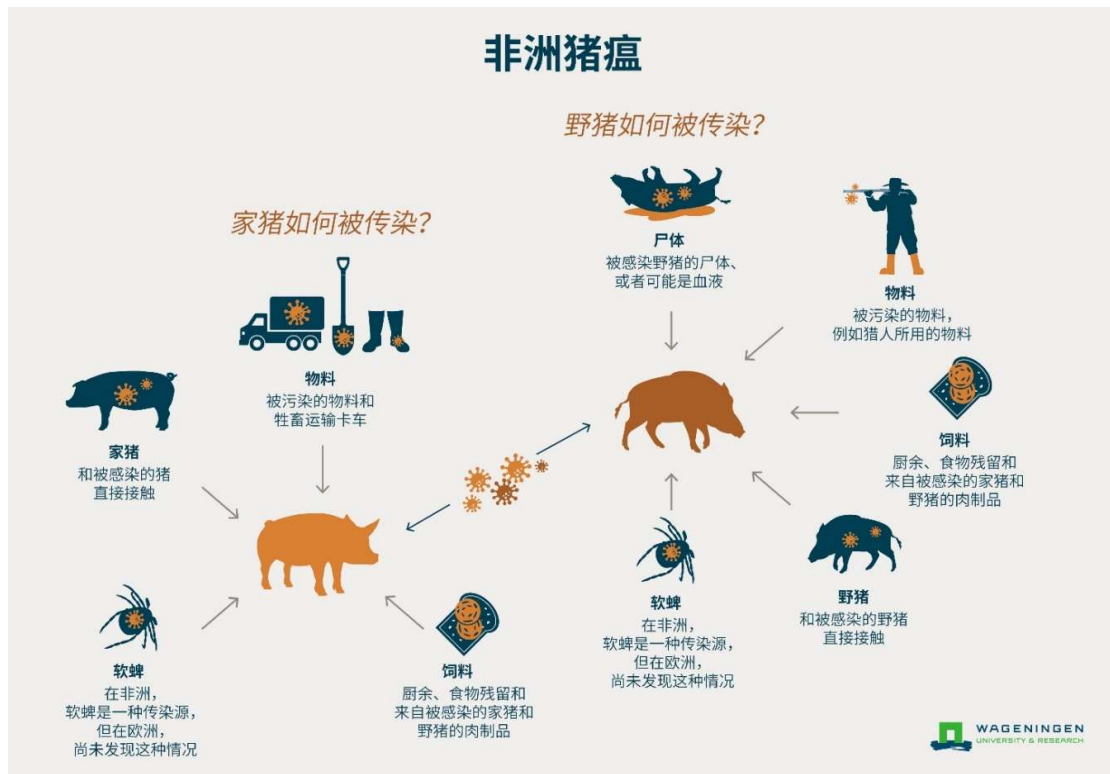 非洲猪瘟
家猪如何被传染？
物料
被污染的物料和
牲畜运输卡车
家猪
和被感染的猪
直接接触
软蜱
在非洲，
软蜱是一种传染源，
但在欧洲，
尚未发现这种情况
饲料
厨余、食物残留和
来自被感染的家猪和
野猪的肉制品
野猪如何被传染？
尸体
被感染野猪的尸体、
或者可能是血液
物料
被污染的物料，
例如猎人所用的物料
饲料
厨余、食物残留和
来自被感染的家猪和
野猪的肉制品
野猪
和被感染的野猪
直接接触
软蜱
在非洲，
软蜱是一种传染源，
但在欧洲，
尚未发现这种情况
WAGENINGEN
UNIVERSITY & RESEARCH